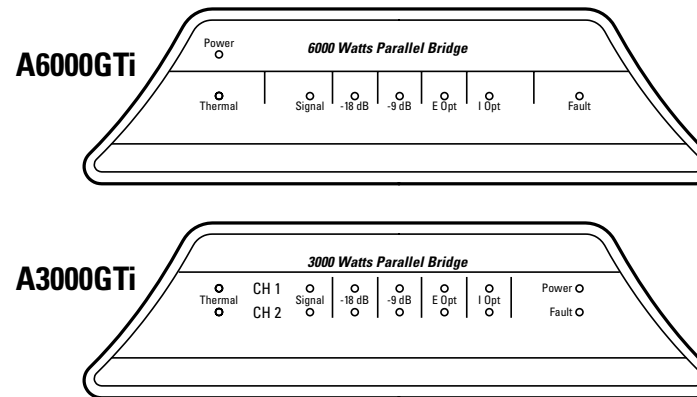 A6000GTi
Power
6000 Watts Parallel Bridge
Thermal
Signal
-18 dB
-9 dB
E Opt
I Opt
Fault
A3000GTi
3000 Watts Parallel Bridge
Thermal
CH 1
CH 2
Signal
-18 dB
-9 dB
E Opt
I Opt
Power
Fault